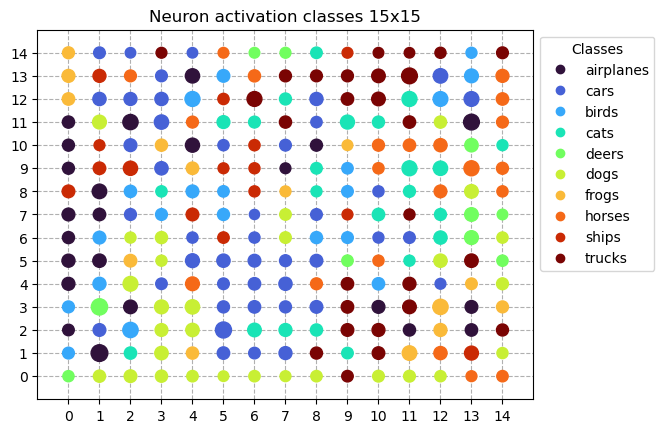 Neuron activation classes 15x15
14
13
12
11
10
9
8
7
6
5
4
3
2
1
0
0 1 2 3 4 5 6 7 8 9 10 11 12 13 14
Classes
airplanes
cars
birds
cats
deers
dogs
frogs
horses
ships
trucks